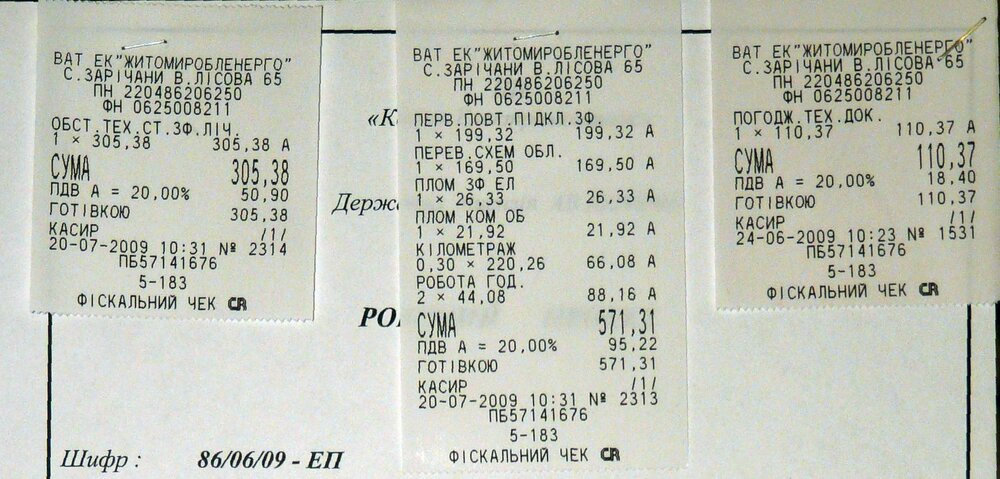 ВАТ ЕК"ЖИТОМИРОБЛЕНЕРГО"
С.ЗАРІЧАНИ В.ЛІСОВА 65
ПН 220486206250
ФН 0625008211
ОБСТ.ТЕХ.СТ.3Ф.ЛІЧ.
1 × 305,38 305,38 А
СУМА 305,38
ПДВ А = 20,00% 50,90
ГОТІВКОЮ 305,38
КАСИР /1/
20-07-2009 10:31 № 2314
ПБ57141676
5-183
ФІСКАЛЬНИЙ ЧЕК CR
ВАТ ЕК"ЖИТОМИРОБЛЕНЕРГО"
С.ЗАРІЧАНИ В.ЛІСОВА 65
ПН 220486206250
ФН 0625008211
ПЕРВ.ПОВТ.ПІДКЛ.3Ф.
1 × 199,32 199,32 А
ПЕРЕВ.СХЕМ ОБЛ.
1 × 169,50 169,50 А
ПЛОМ 3Ф ЕЛ
1 × 26,33 26,33 А
ПЛОМ КОМ ОБ
1 × 21,92 21,92 А
КІЛОМЕТРАЖ
0,30 × 220,26 66,08 А
РОБОТА ГОД.
2 × 44,08 88,16 А
СУМА 571,31
ПДВ А = 20,00% 95,22
ГОТІВКОЮ 571,31
КАСИР /1/
20-07-2009 10:31 № 2313
ПБ57141676
5-183
ФІСКАЛЬНИЙ ЧЕК CR
ВАТ ЕК"ЖИТОМИРОБЛЕНЕРГО"
С.ЗАРІЧАНИ В.ЛІСОВА 65
ПН 220486206250
ФН 0625008211
ПОГОДЖ.ТЕХ.ДОК.
1 × 110,37 110,37 А
СУМА 110,37
ПДВ А = 20,00% 18,40
ГОТІВКОЮ 110,37
КАСИР /1/
24-06-2009 10:23 № 1531
ПБ57141676
5-183
ФІСКАЛЬНИЙ ЧЕК CR
Шифр : 86/06/09 - ЕП